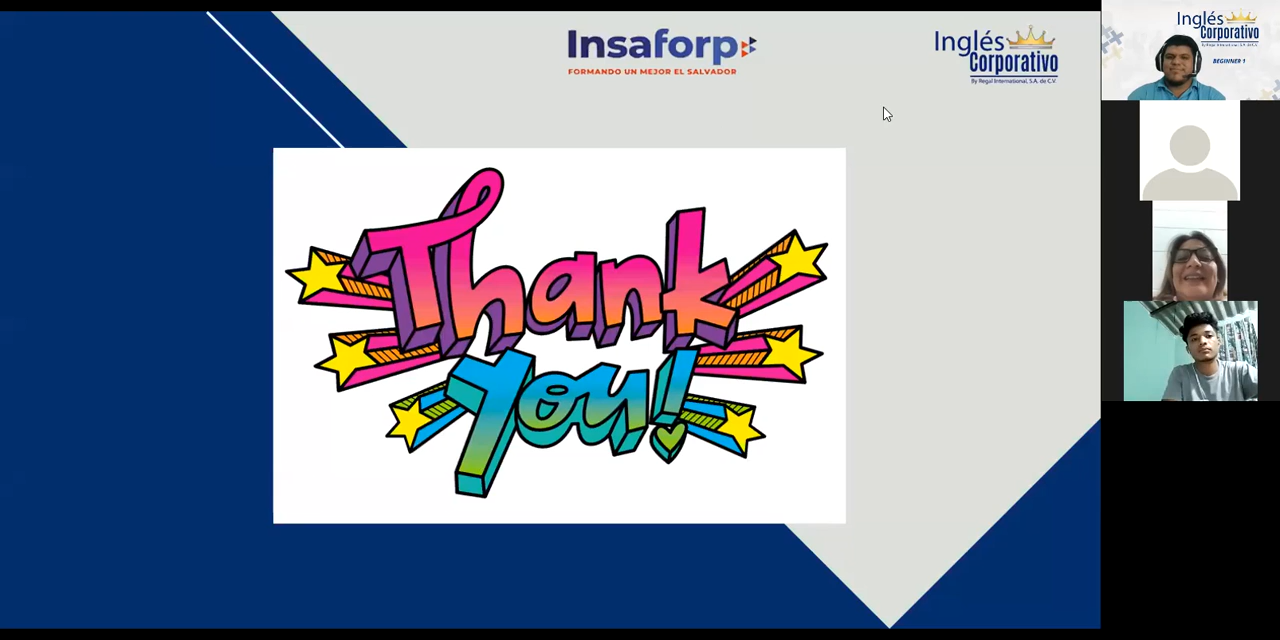 Insaforp
FORMANDO UN MEJOR EL SALVADOR
Inglés
Corporativo
By Regal International, S.A. de C.V.
Thank
You!
Inglés
Corporativo
BEGINNER 1